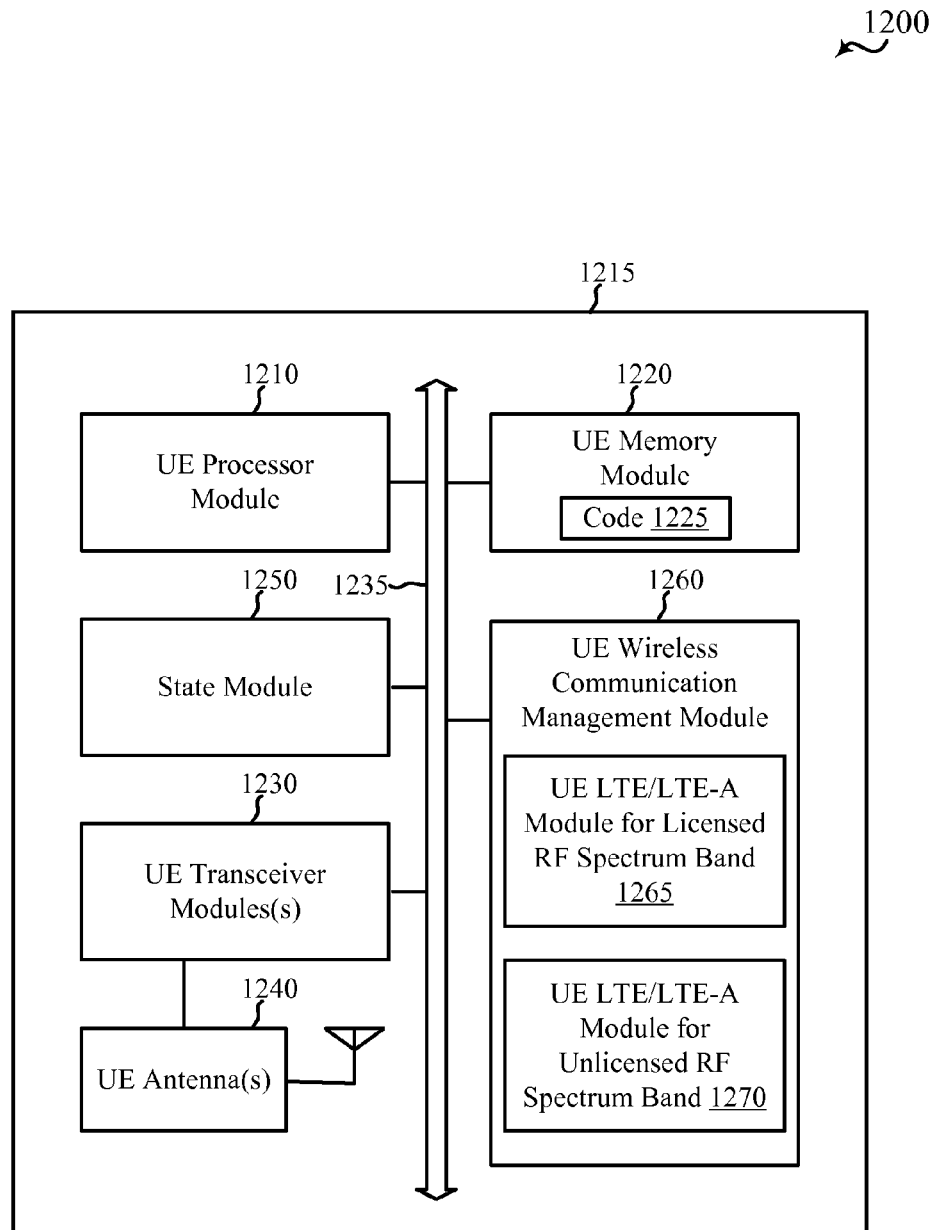 1200
1215
1210
UE Processor
Module
1220
UE Memory
Module
Code 1225
1235
1250
State Module
1260
UE Wireless
Communication
Management Module
UE LTE/LTE-A
Module for Licensed
RF Spectrum Band
1265
1230
UE Transceiver
Modules(s)
1240
UE Antenna(s)
UE LTE/LTE-A
Module for
Unlicensed RF
Spectrum Band 1270